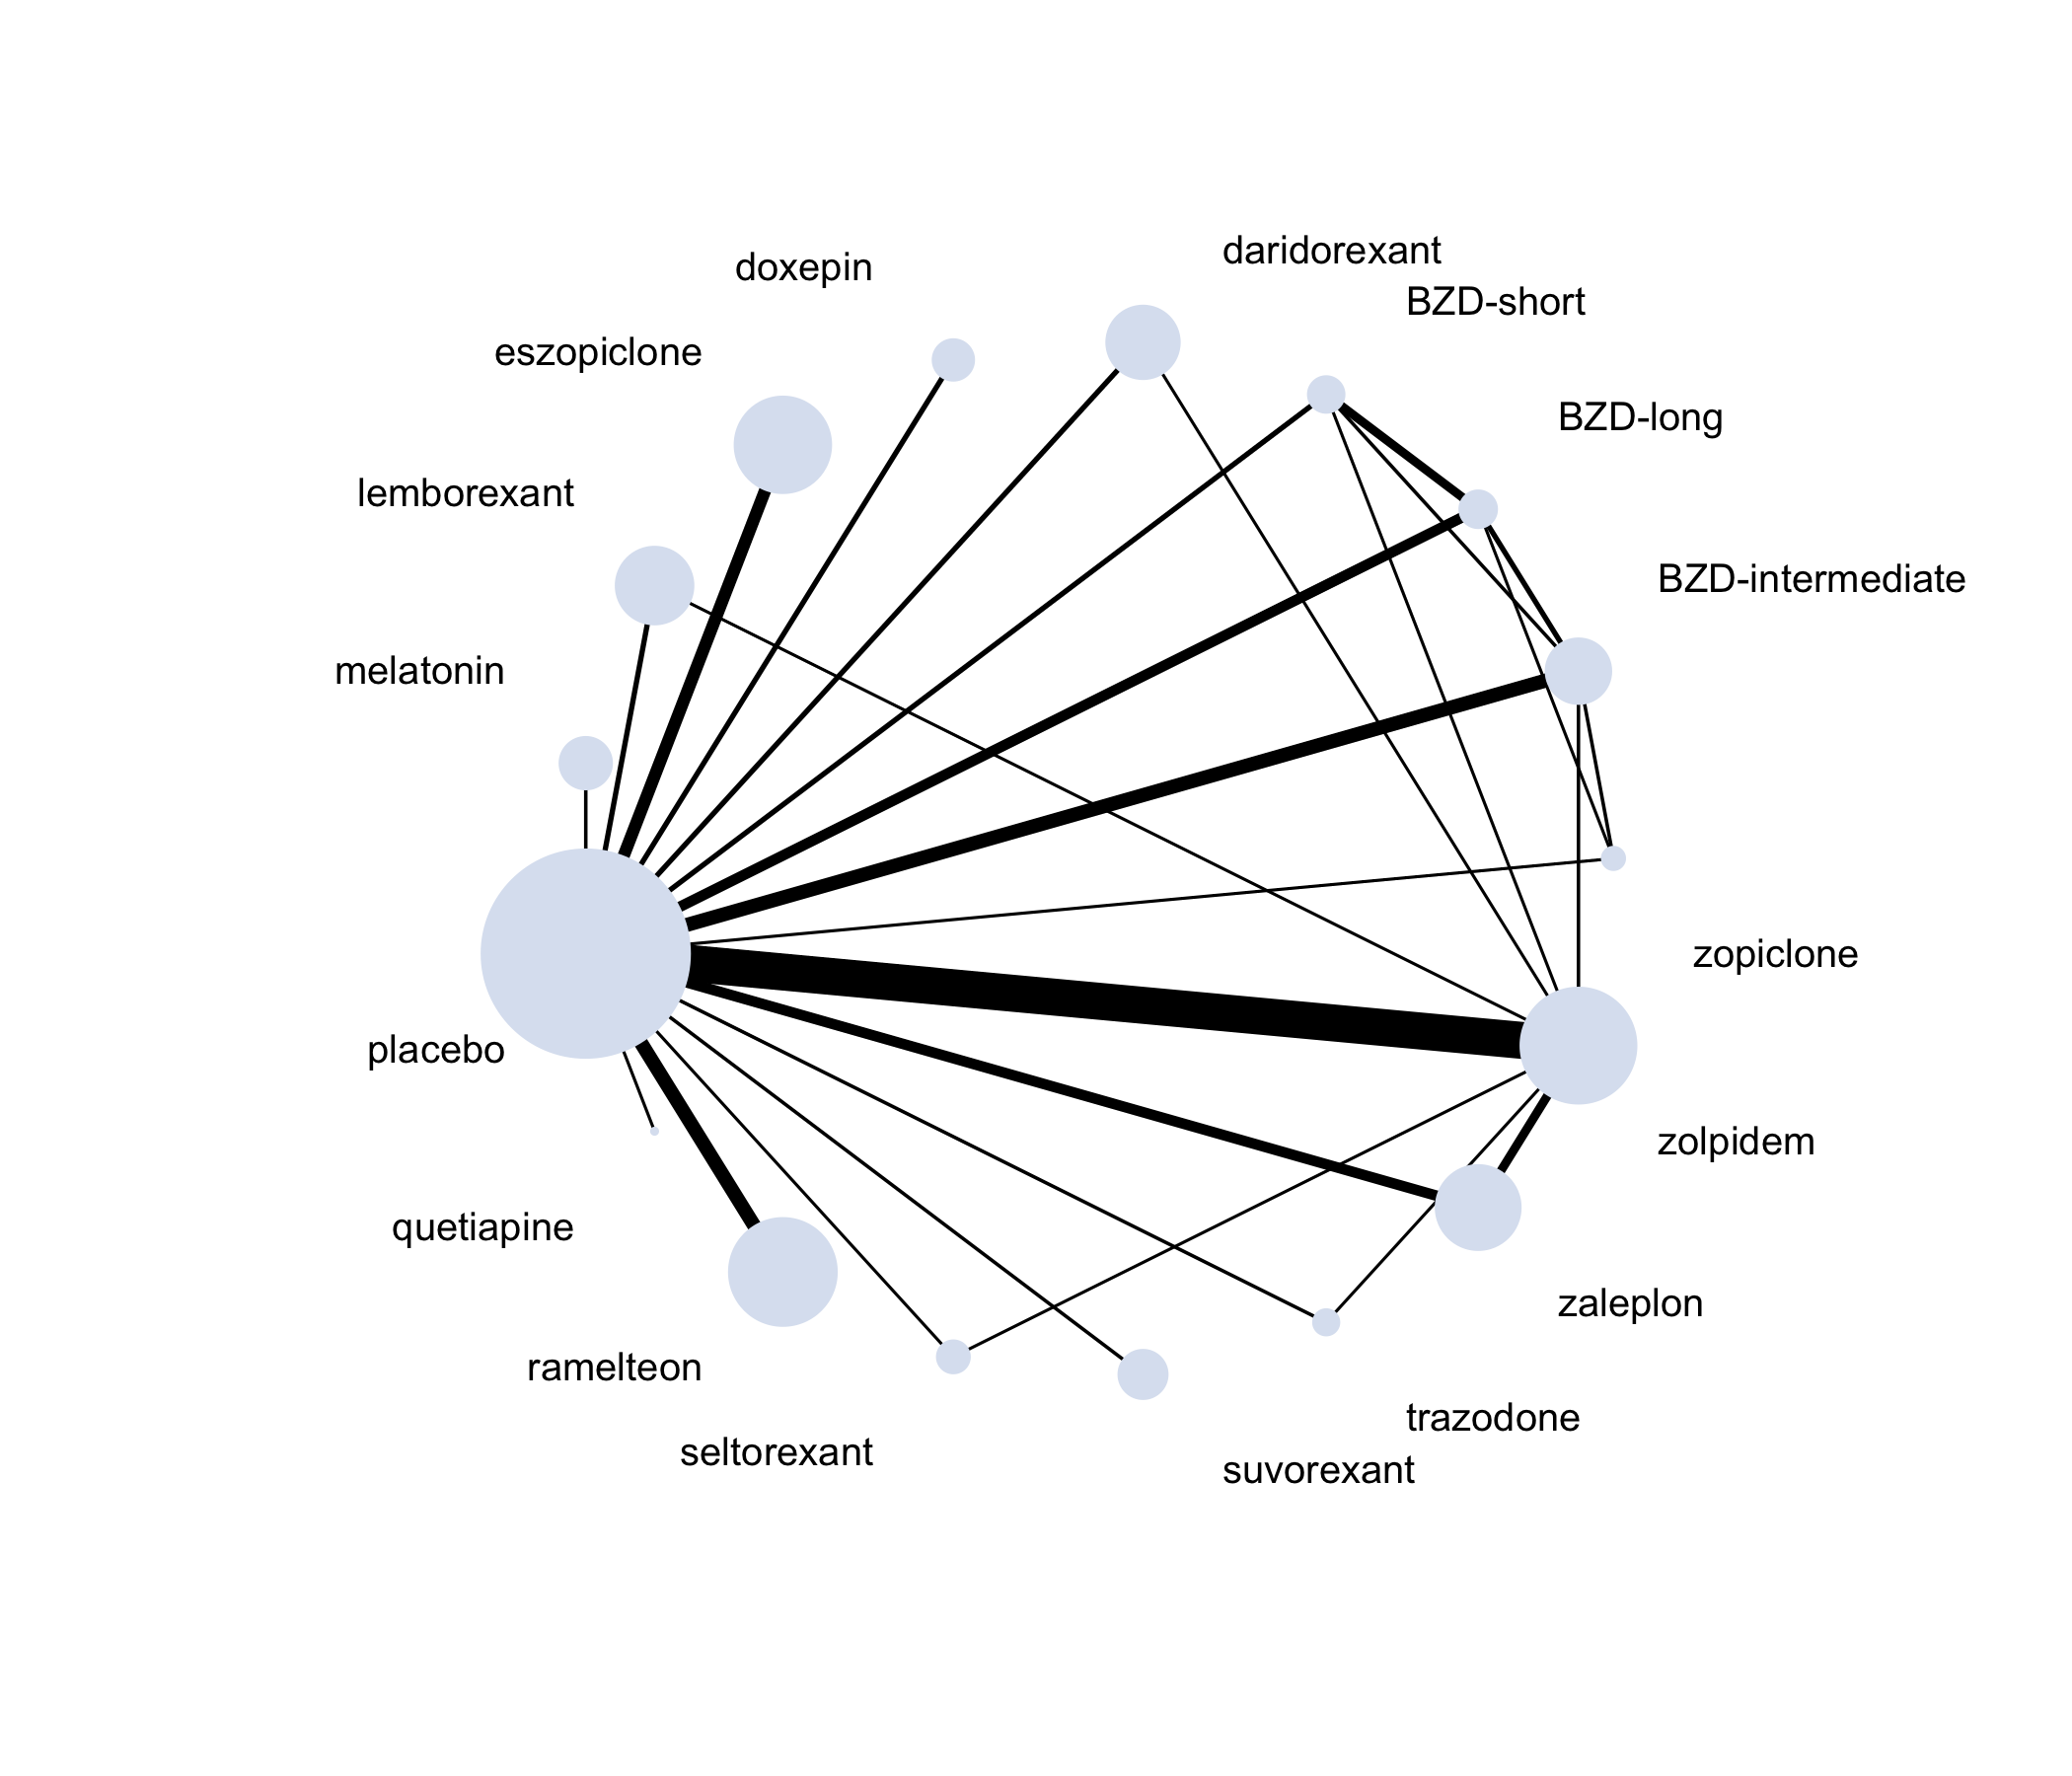 daridorexant
doxepin
BZD-short
eszopiclone
BZD-long
lemborexant
BZD-intermediate
melatonin
zopiclone
placebo
zolpidem
quetiapine
zaleplon
ramelteon
trazodone
seltorexant
suvorexant